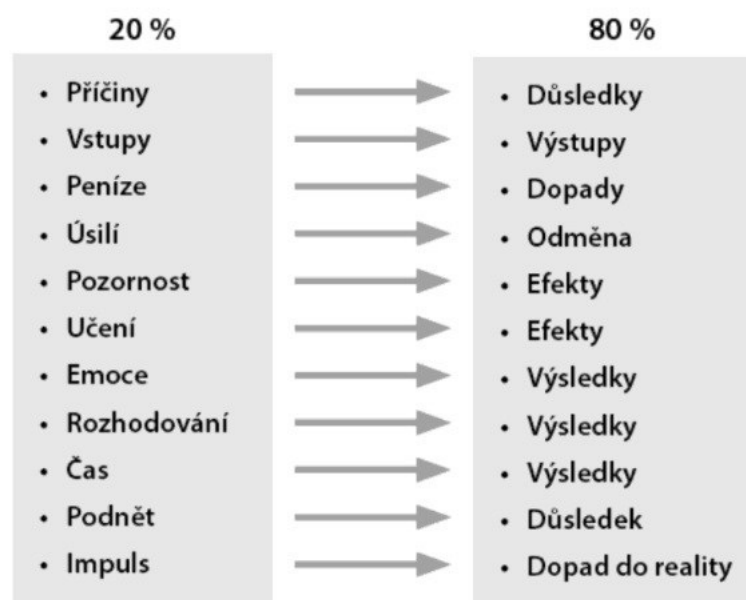 20 %
80 %
• Příčiny
• Důsledky
• Vstupy
• Výstupy
• Peníze
• Dopady
• Úsilí
• Odměna
• Pozornost
• Efekty
• Učení
• Efekty
• Emoce
• Výsledky
• Rozhodování
• Výsledky
• Čas
• Výsledky
• Podnět
• Důsledek
• Impuls
• Dopad do reality